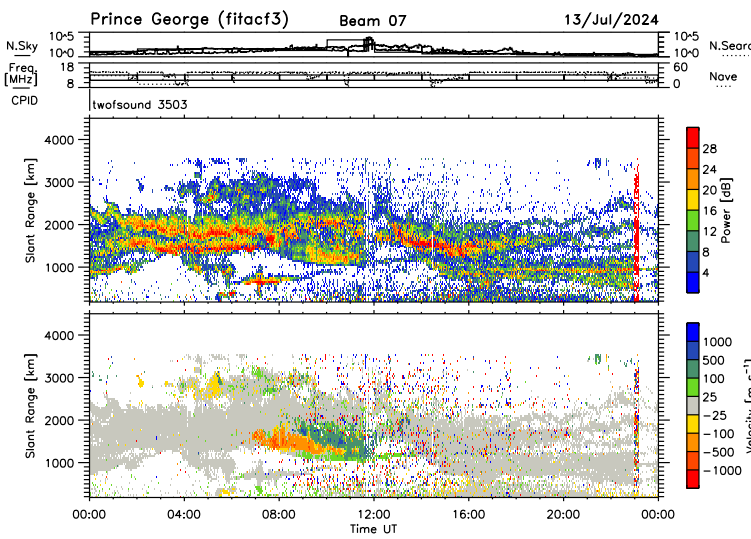 Prince George (fitacf3) Beam 07 13/Jul/2024
N.Sky 10^5 10^5 N.Sear
10^0 10^0
Freq 18 60 Nave
[MHz] 8 0
CPID twofsound 3503
4000
3000
2000
1000
Slant Range [km]
28
24
20
16
12
8
4
Power [dB]
4000
3000
2000
1000
Slant Range [km]
1000
500
100
25
-25
-100
-500
-1000
Velocity [m s-1]
00:00 04:00 08:00 12:00 16:00 20:00 00:00
Time UT